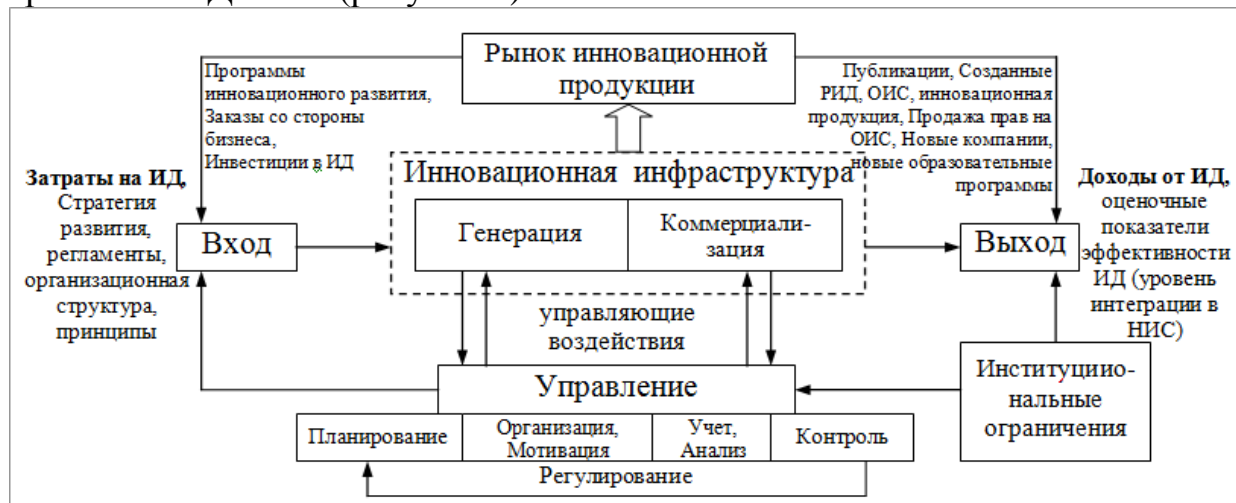 Рынок инновационной
продукции
Программы
инновационного развития,
Заказы со стороны
бизнеса,
Инвестиции в ИД
Публикации, Созданные
РИД, ОИС, инновационная
продукция, Продажа прав на
ОИС, Новые компании,
новые образовательные
программы
Затраты на ИД,
Стратегия
развития,
регламенты,
организационная
структура,
принципы
Вход
Инновационная инфраструктура
Генерация
Коммерциали-
зация
Выход
Доходы от ИД,
оценочные
показатели
эффективности
ИД (уровень
интеграции в
НИС)
управляющие
воздействия
Управление
Планирование
Организация,
Мотивация
Учет,
Анализ
Контроль
Регулирование
Институциио-
нальные
ограничения